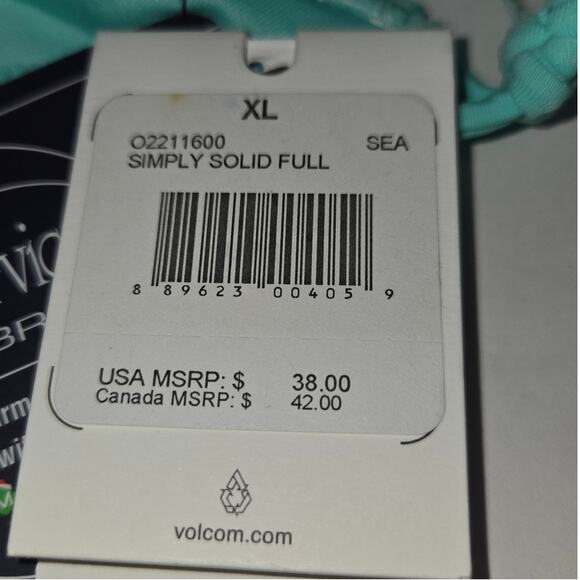 XL
O2211600 SEA
SIMPLY SOLID FULL
8 89623 00405 9
USA MSRP: $ 38.00
Canada MSRP: $ 42.00
volcom.com